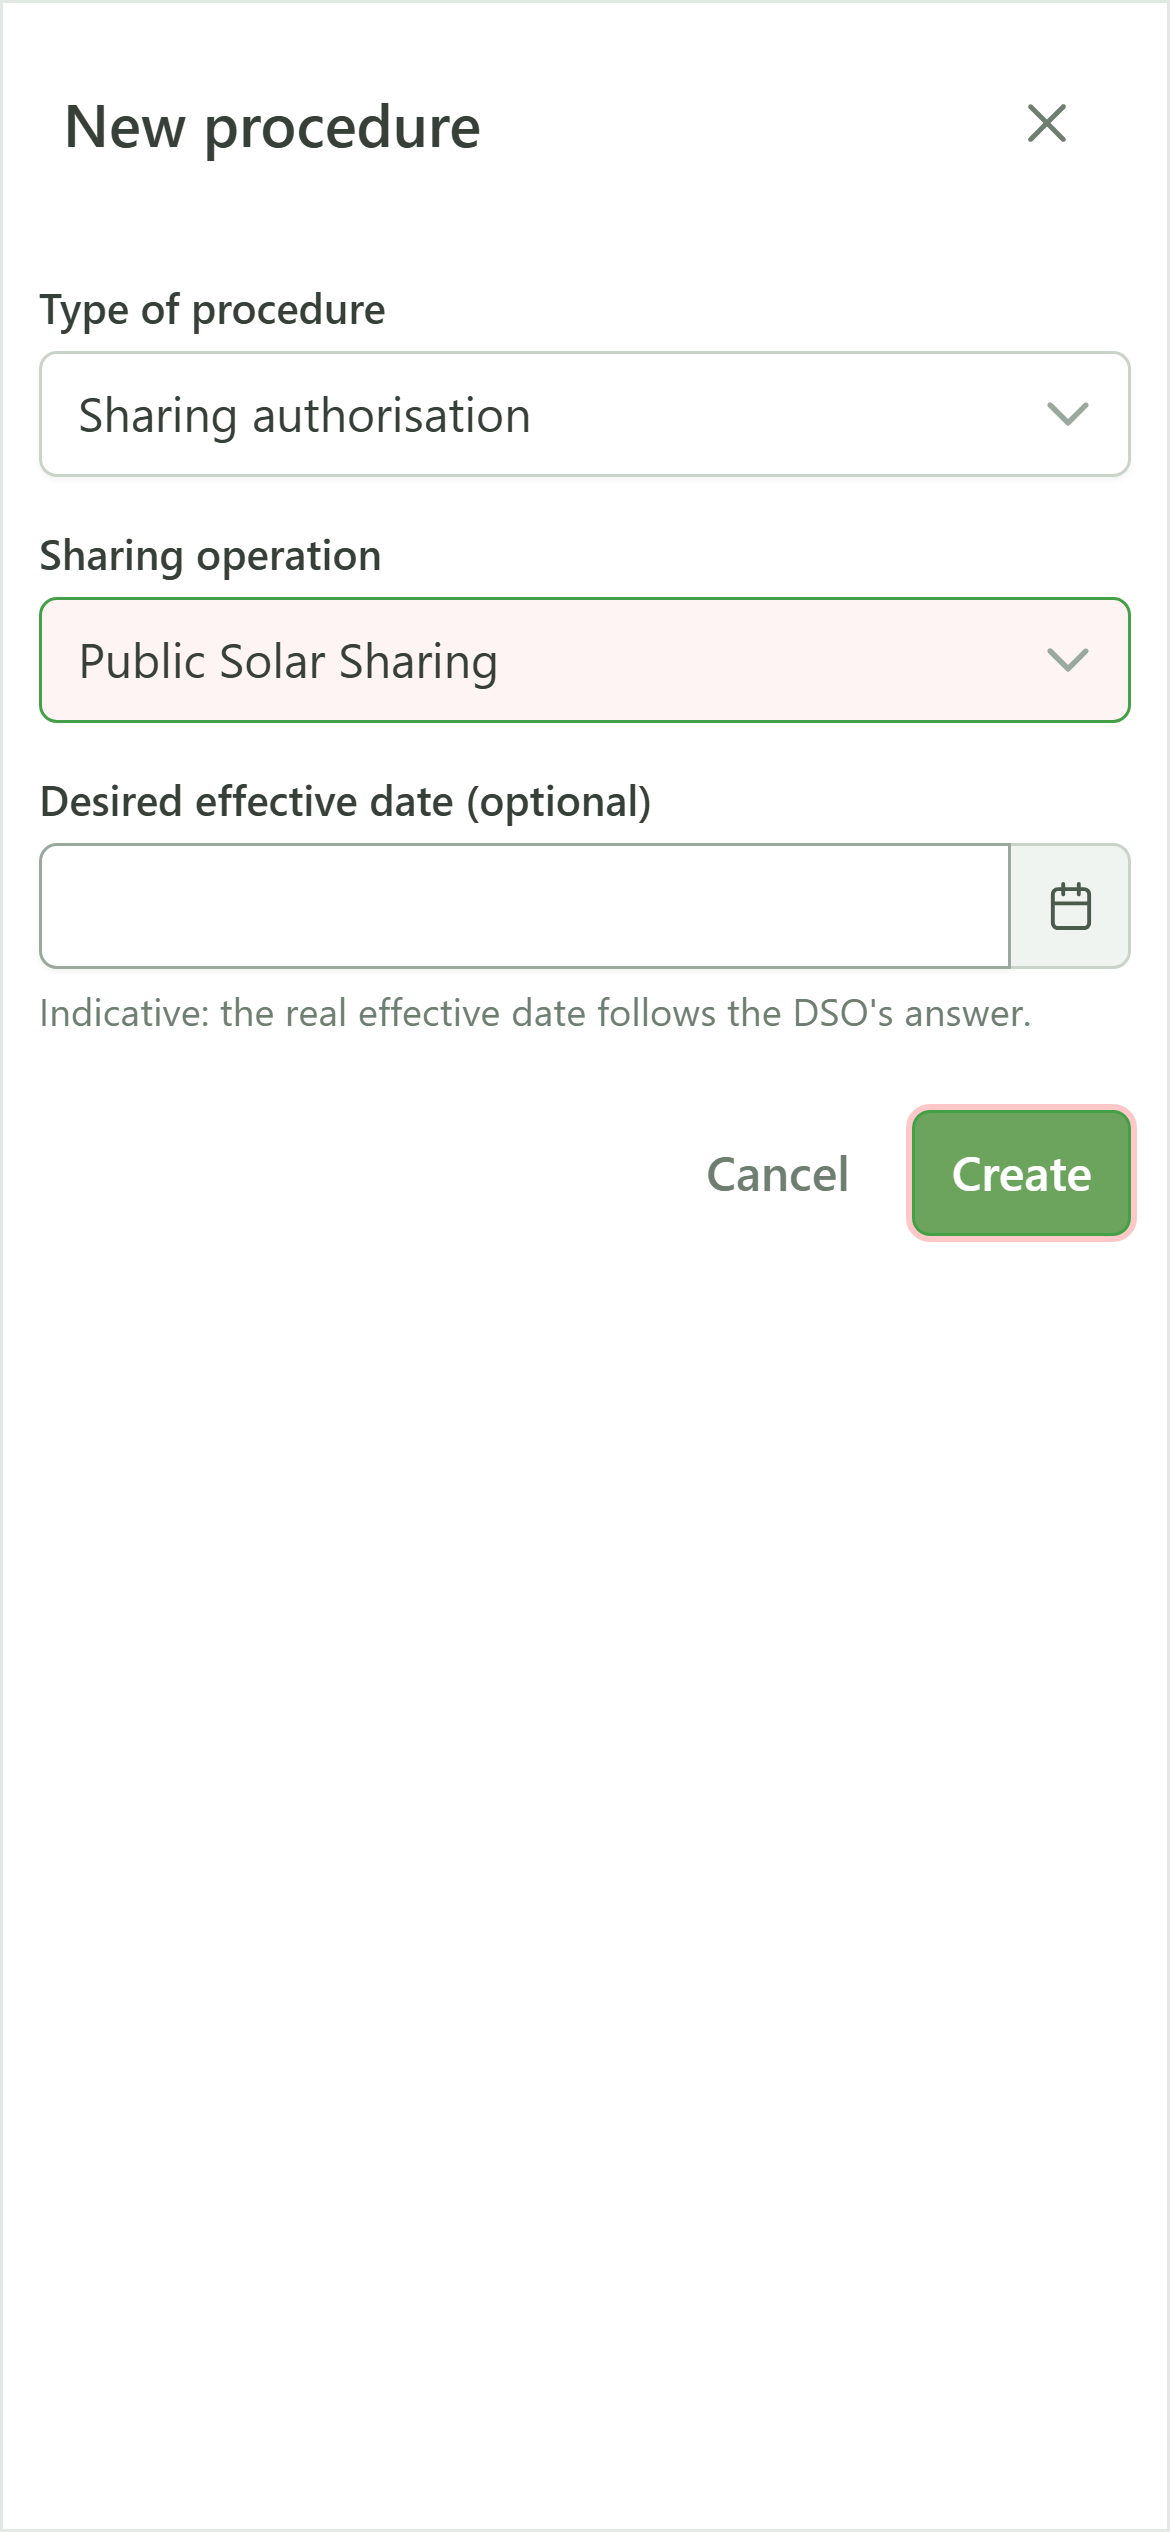 New procedure
Type of procedure
Sharing authorisation
Sharing operation
Public Solar Sharing
Desired effective date (optional)
Indicative: the real effective date follows the DSO's answer.
Cancel
Create